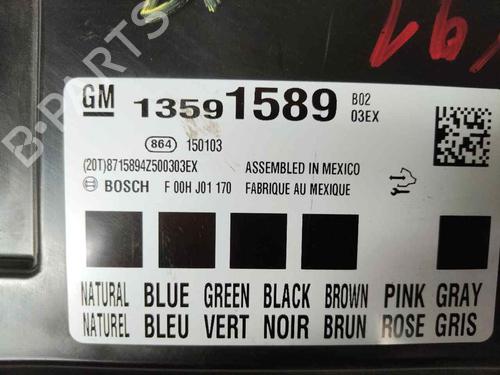 GM 13591589 B02
03EX
864 150103
(20T)8715894Z500303EX ASSEMBLED IN MEXICO
BOSCH F 00H J01 170 FABRIQUE AU MEXIQUE
NATURAL BLUE GREEN BLACK BROWN PINK GRAY
NATUREL BLEU VERT NOIR BRUN ROSE GRIS
B-PARTS